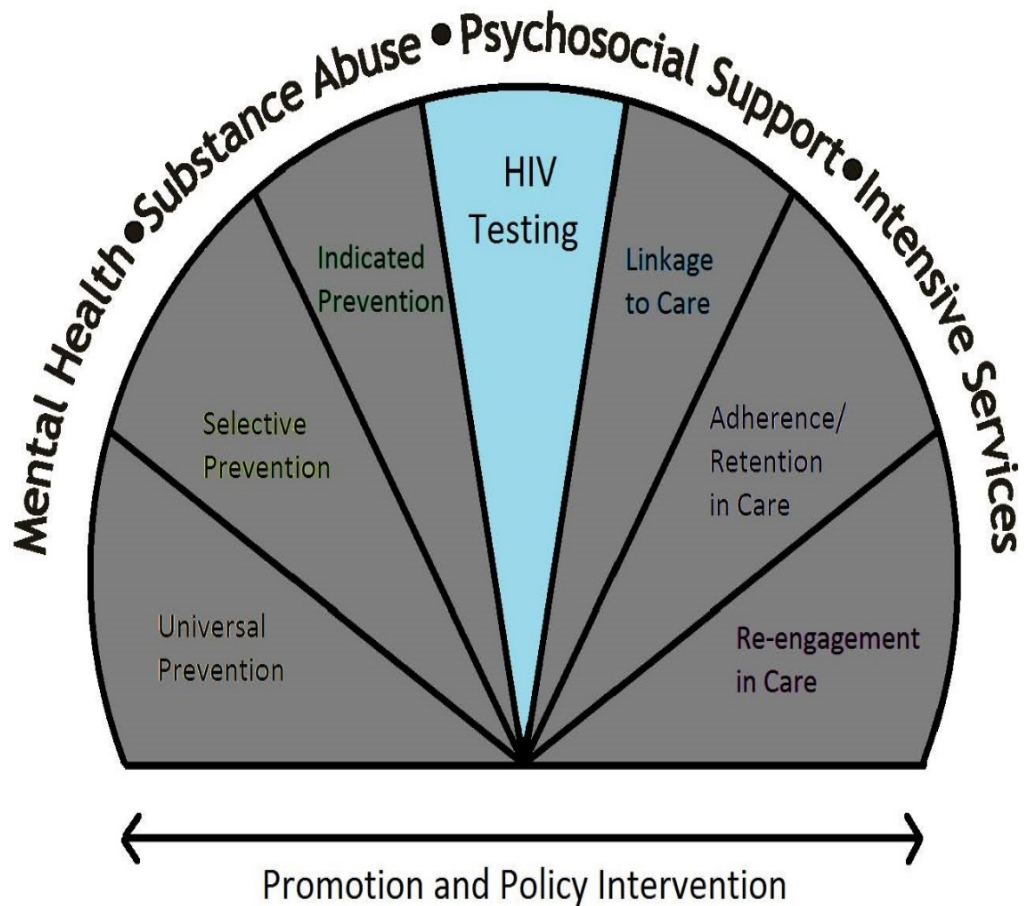 Mental Health•Substance Abuse•Psychosocial Support•Intensive Services
HIV
Testing
Indicated
Prevention
Linkage
to Care
Selective
Prevention
Adherence/
Retention
in Care
Universal
Prevention
Re-engagement
in Care
Promotion and Policy Intervention